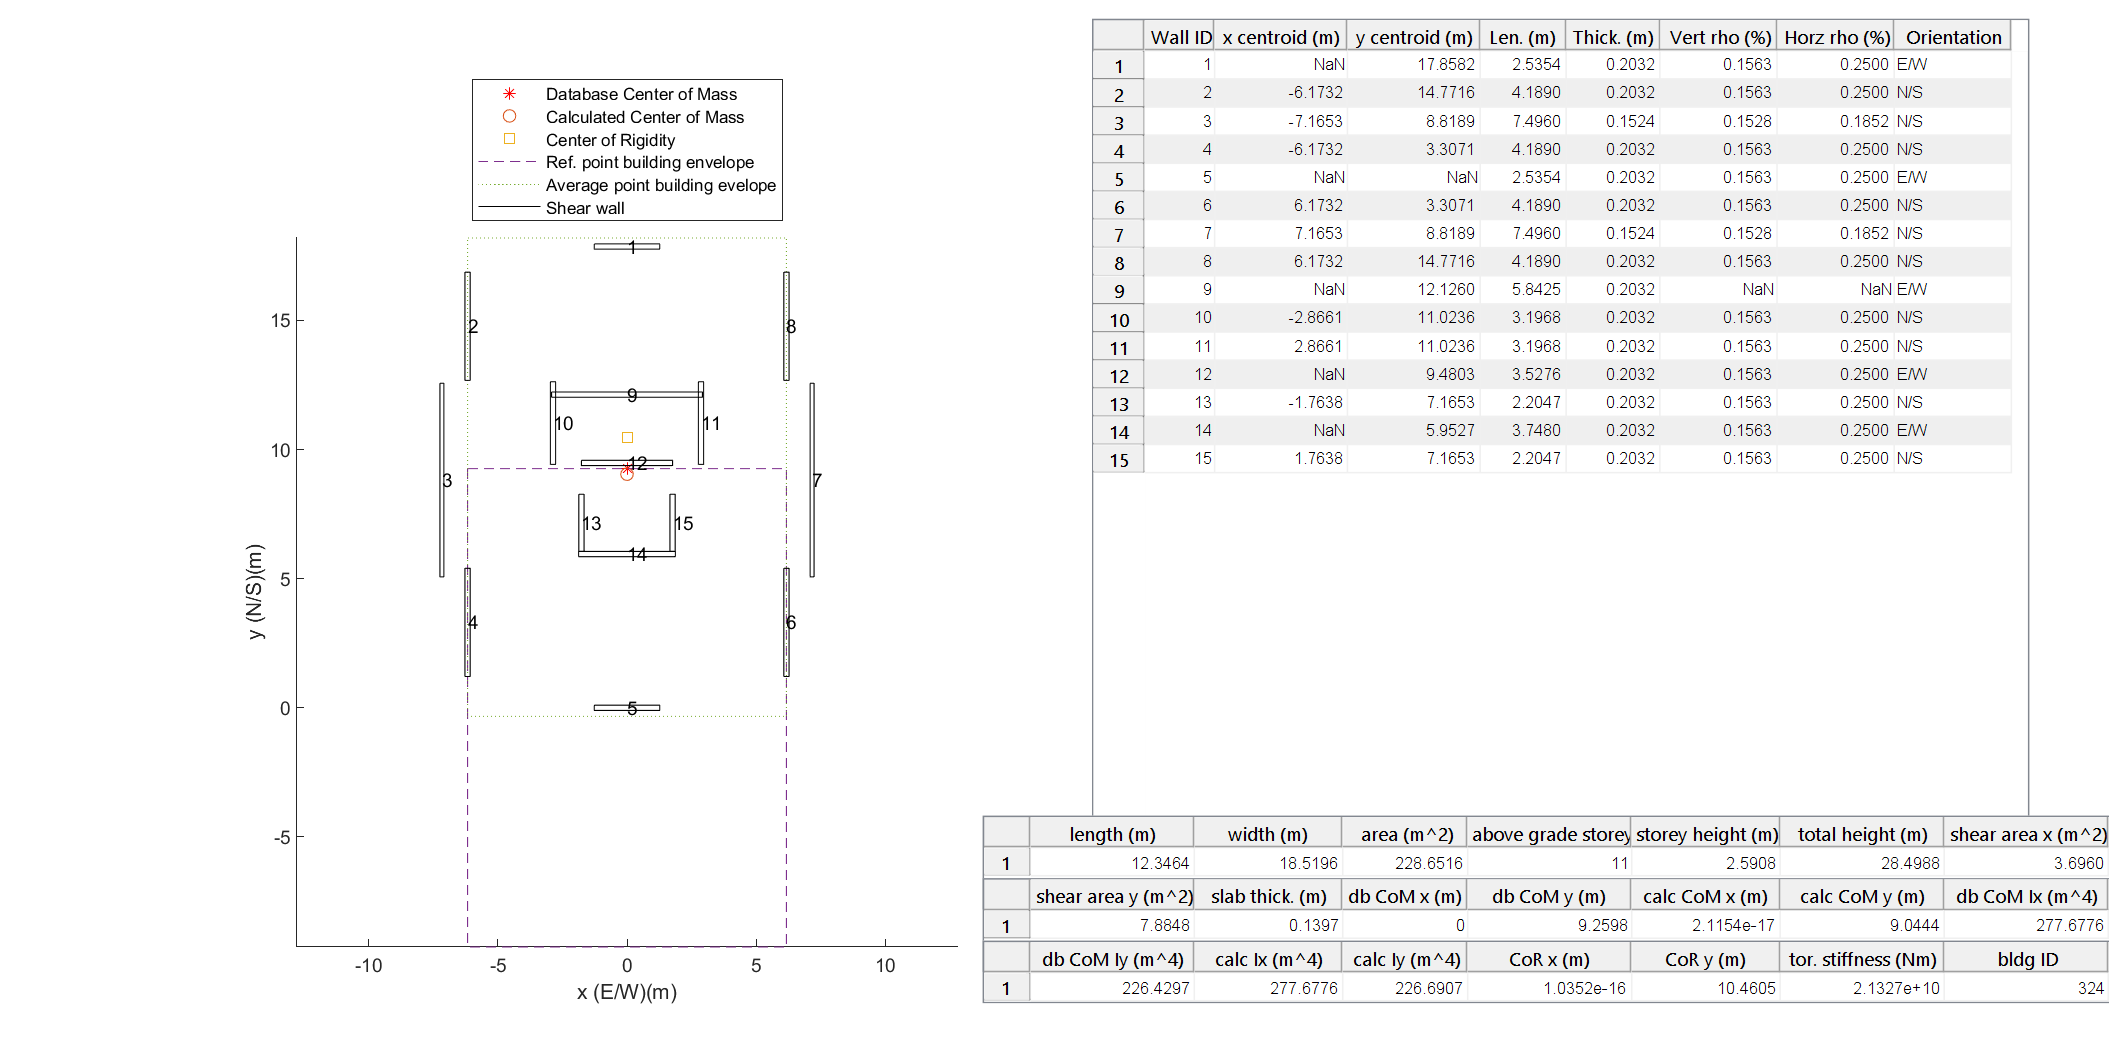 Database Center of Mass
Calculated Center of Mass
Center of Rigidity
Ref. point building envelope
Average point building evelope
Shear wall
y (N/S)(m)
15
10
5
0
-5
-10
-5
0
5
10
x (E/W)(m)
1
2
8
9
10
11
12
3
7
13
15
14
4
6
5
Wall ID x centroid (m) y centroid (m) Len. (m) Thick. (m) Vert rho (%) Horz rho (%) Orientation
1 1 NaN 17.8582 2.5354 0.2032 0.1563 0.2500 E/W
2 2 -6.1732 14.7716 4.1890 0.2032 0.1563 0.2500 N/S
3 3 -7.1653 8.8189 7.4960 0.1524 0.1528 0.1852 N/S
4 4 -6.1732 3.3071 4.1890 0.2032 0.1563 0.2500 N/S
5 5 NaN NaN 2.5354 0.2032 0.1563 0.2500 E/W
6 6 6.1732 3.3071 4.1890 0.2032 0.1563 0.2500 N/S
7 7 7.1653 8.8189 7.4960 0.1524 0.1528 0.1852 N/S
8 8 6.1732 14.7716 4.1890 0.2032 0.1563 0.2500 N/S
9 9 NaN 12.1260 5.8425 0.2032 NaN NaN E/W
10 10 -2.8661 11.0236 3.1968 0.2032 0.1563 0.2500 N/S
11 11 2.8661 11.0236 3.1968 0.2032 0.1563 0.2500 N/S
12 12 NaN 9.4803 3.5276 0.2032 0.1563 0.2500 E/W
13 13 -1.7638 7.1653 2.2047 0.2032 0.1563 0.2500 N/S
14 14 NaN 5.9527 3.7480 0.2032 0.1563 0.2500 E/W
15 15 1.7638 7.1653 2.2047 0.2032 0.1563 0.2500 N/S
length (m) width (m) area (m^2) above grade storey storey height (m) total height (m) shear area x (m^2)
1 12.3464 18.5196 228.6516 11 2.5908 28.4988 3.6960
shear area y (m^2) slab thick. (m) db CoM x (m) db CoM y (m) calc CoM x (m) calc CoM y (m) db CoM Ix (m^4)
1 7.8848 0.1397 0 9.2598 2.1154e-17 9.0444 277.6776
db CoM Iy (m^4) calc Ix (m^4) calc Iy (m^4) CoR x (m) CoR y (m) tor. stiffness (Nm) bldg ID
1 226.4297 277.6776 226.6907 1.0352e-16 10.4605 2.1327e+10 324